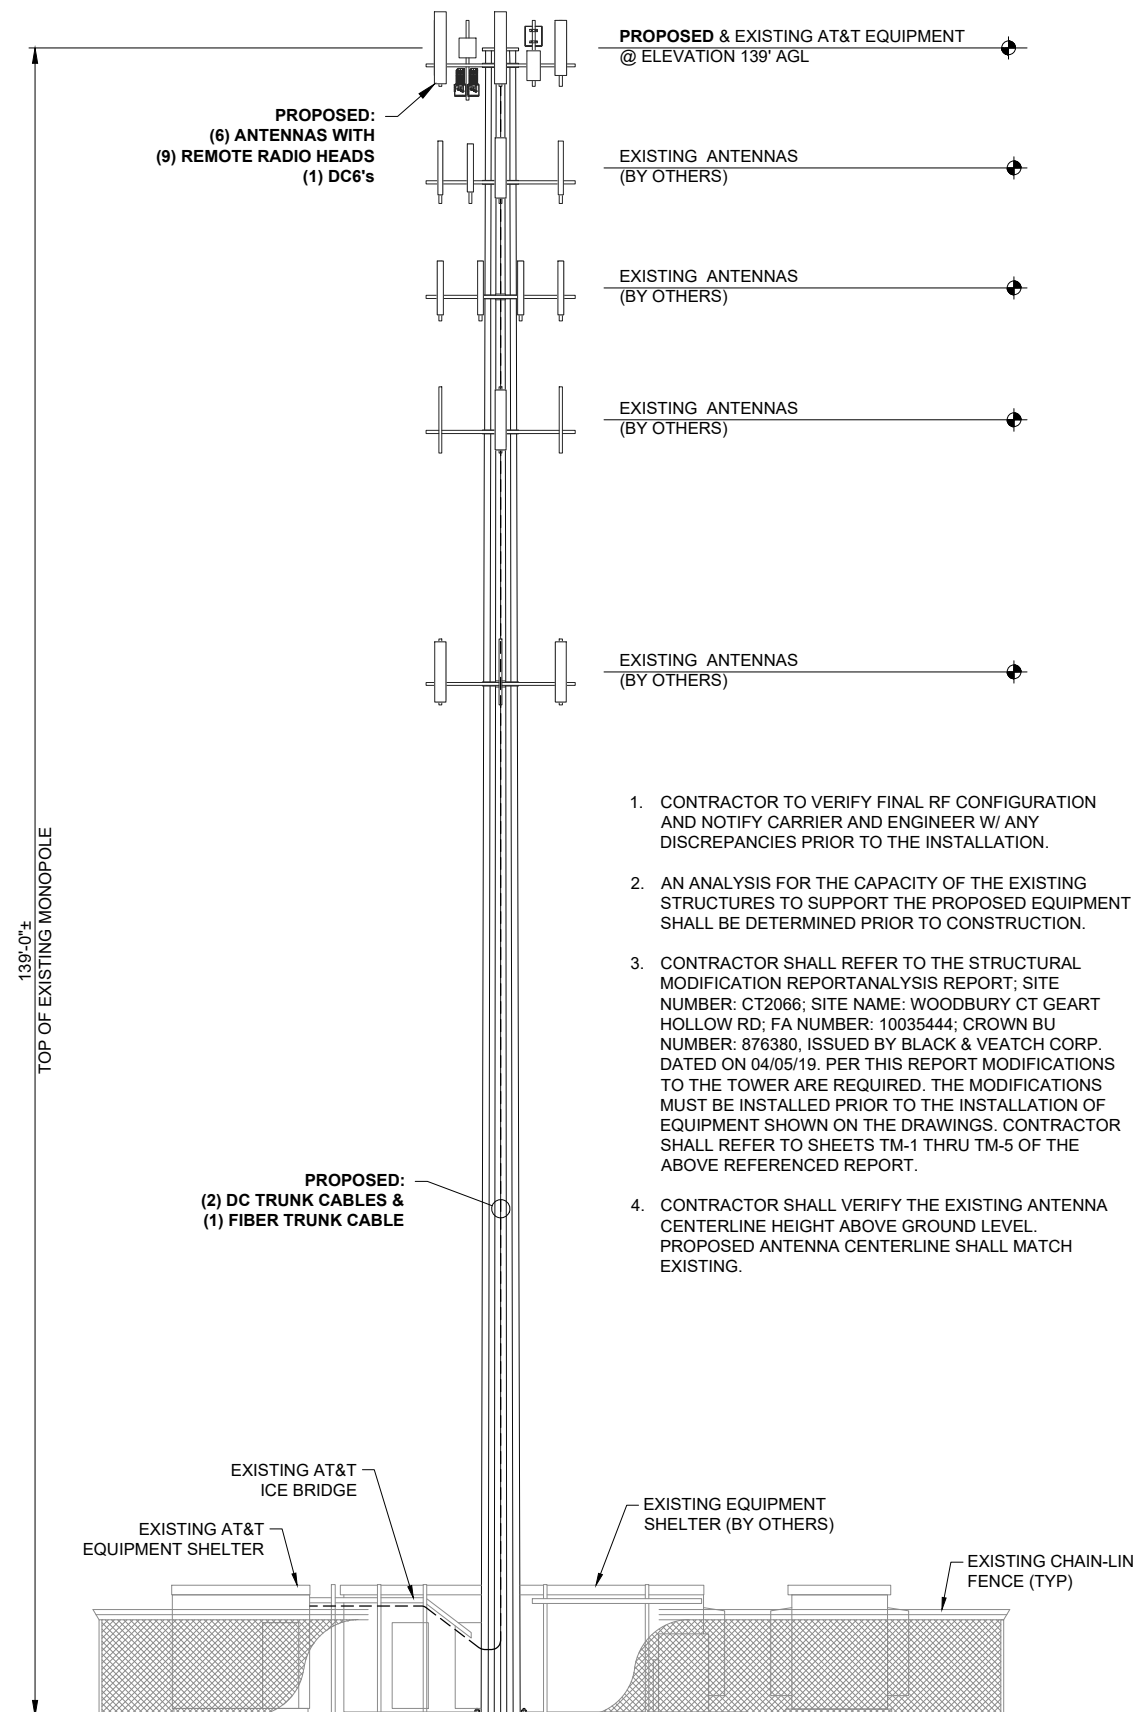 PROPOSED & EXISTING AT&T EQUIPMENT
@ ELEVATION 139' AGL
PROPOSED:
(6) ANTENNAS WITH
(9) REMOTE RADIO HEADS
(1) DC6's
EXISTING ANTENNAS
(BY OTHERS)
EXISTING ANTENNAS
(BY OTHERS)
EXISTING ANTENNAS
(BY OTHERS)
EXISTING ANTENNAS
(BY OTHERS)
139'-0"±
TOP OF EXISTING MONOPOLE
1. CONTRACTOR TO VERIFY FINAL RF CONFIGURATION
AND NOTIFY CARRIER AND ENGINEER W/ ANY
DISCREPANCIES PRIOR TO THE INSTALLATION.
2. AN ANALYSIS FOR THE CAPACITY OF THE EXISTING
STRUCTURES TO SUPPORT THE PROPOSED EQUIPMENT
SHALL BE DETERMINED PRIOR TO CONSTRUCTION.
3. CONTRACTOR SHALL REFER TO THE STRUCTURAL
MODIFICATION REPORTANALYSIS REPORT; SITE
NUMBER: CT2066; SITE NAME: WOODBURY CT GEART
HOLLOW RD; FA NUMBER: 10035444; CROWN BU
NUMBER: 876380, ISSUED BY BLACK & VEATCH CORP.
DATED ON 04/05/19. PER THIS REPORT MODIFICATIONS
TO THE TOWER ARE REQUIRED. THE MODIFICATIONS
MUST BE INSTALLED PRIOR TO THE INSTALLATION OF
EQUIPMENT SHOWN ON THE DRAWINGS. CONTRACTOR
SHALL REFER TO SHEETS TM-1 THRU TM-5 OF THE
ABOVE REFERENCED REPORT.
4. CONTRACTOR SHALL VERIFY THE EXISTING ANTENNA
CENTERLINE HEIGHT ABOVE GROUND LEVEL.
PROPOSED ANTENNA CENTERLINE SHALL MATCH
EXISTING.
PROPOSED:
(2) DC TRUNK CABLES &
(1) FIBER TRUNK CABLE
EXISTING AT&T
ICE BRIDGE
EXISTING AT&T
EQUIPMENT SHELTER
EXISTING EQUIPMENT
SHELTER (BY OTHERS)
EXISTING CHAIN-LIN
FENCE (TYP)